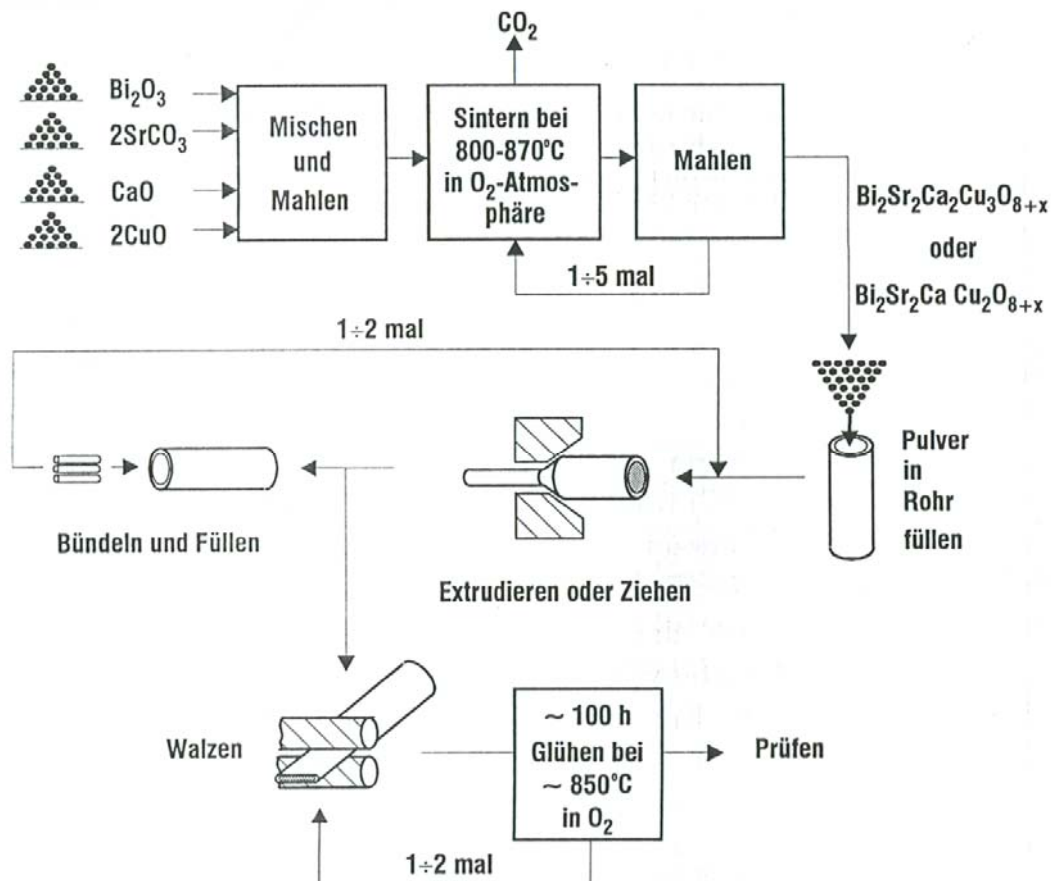 CO₂
Bi₂O₃
2SrCO₃
CaO
2CuO
Mischen
und
Mahlen
Sintern bei
800-870°C
in O₂-Atmos-
phäre
Mahlen
1÷5 mal
Bi₂Sr₂Ca₂Cu₃O₈₊ₓ
oder
Bi₂Sr₂Ca Cu₂O₈₊ₓ
1÷2 mal
Pulver
in
Rohr
füllen
Bündeln und Füllen
Extrudieren oder Ziehen
Walzen
~ 100 h
Glühen bei
~ 850°C
in O₂
Prüfen
1÷2 mal